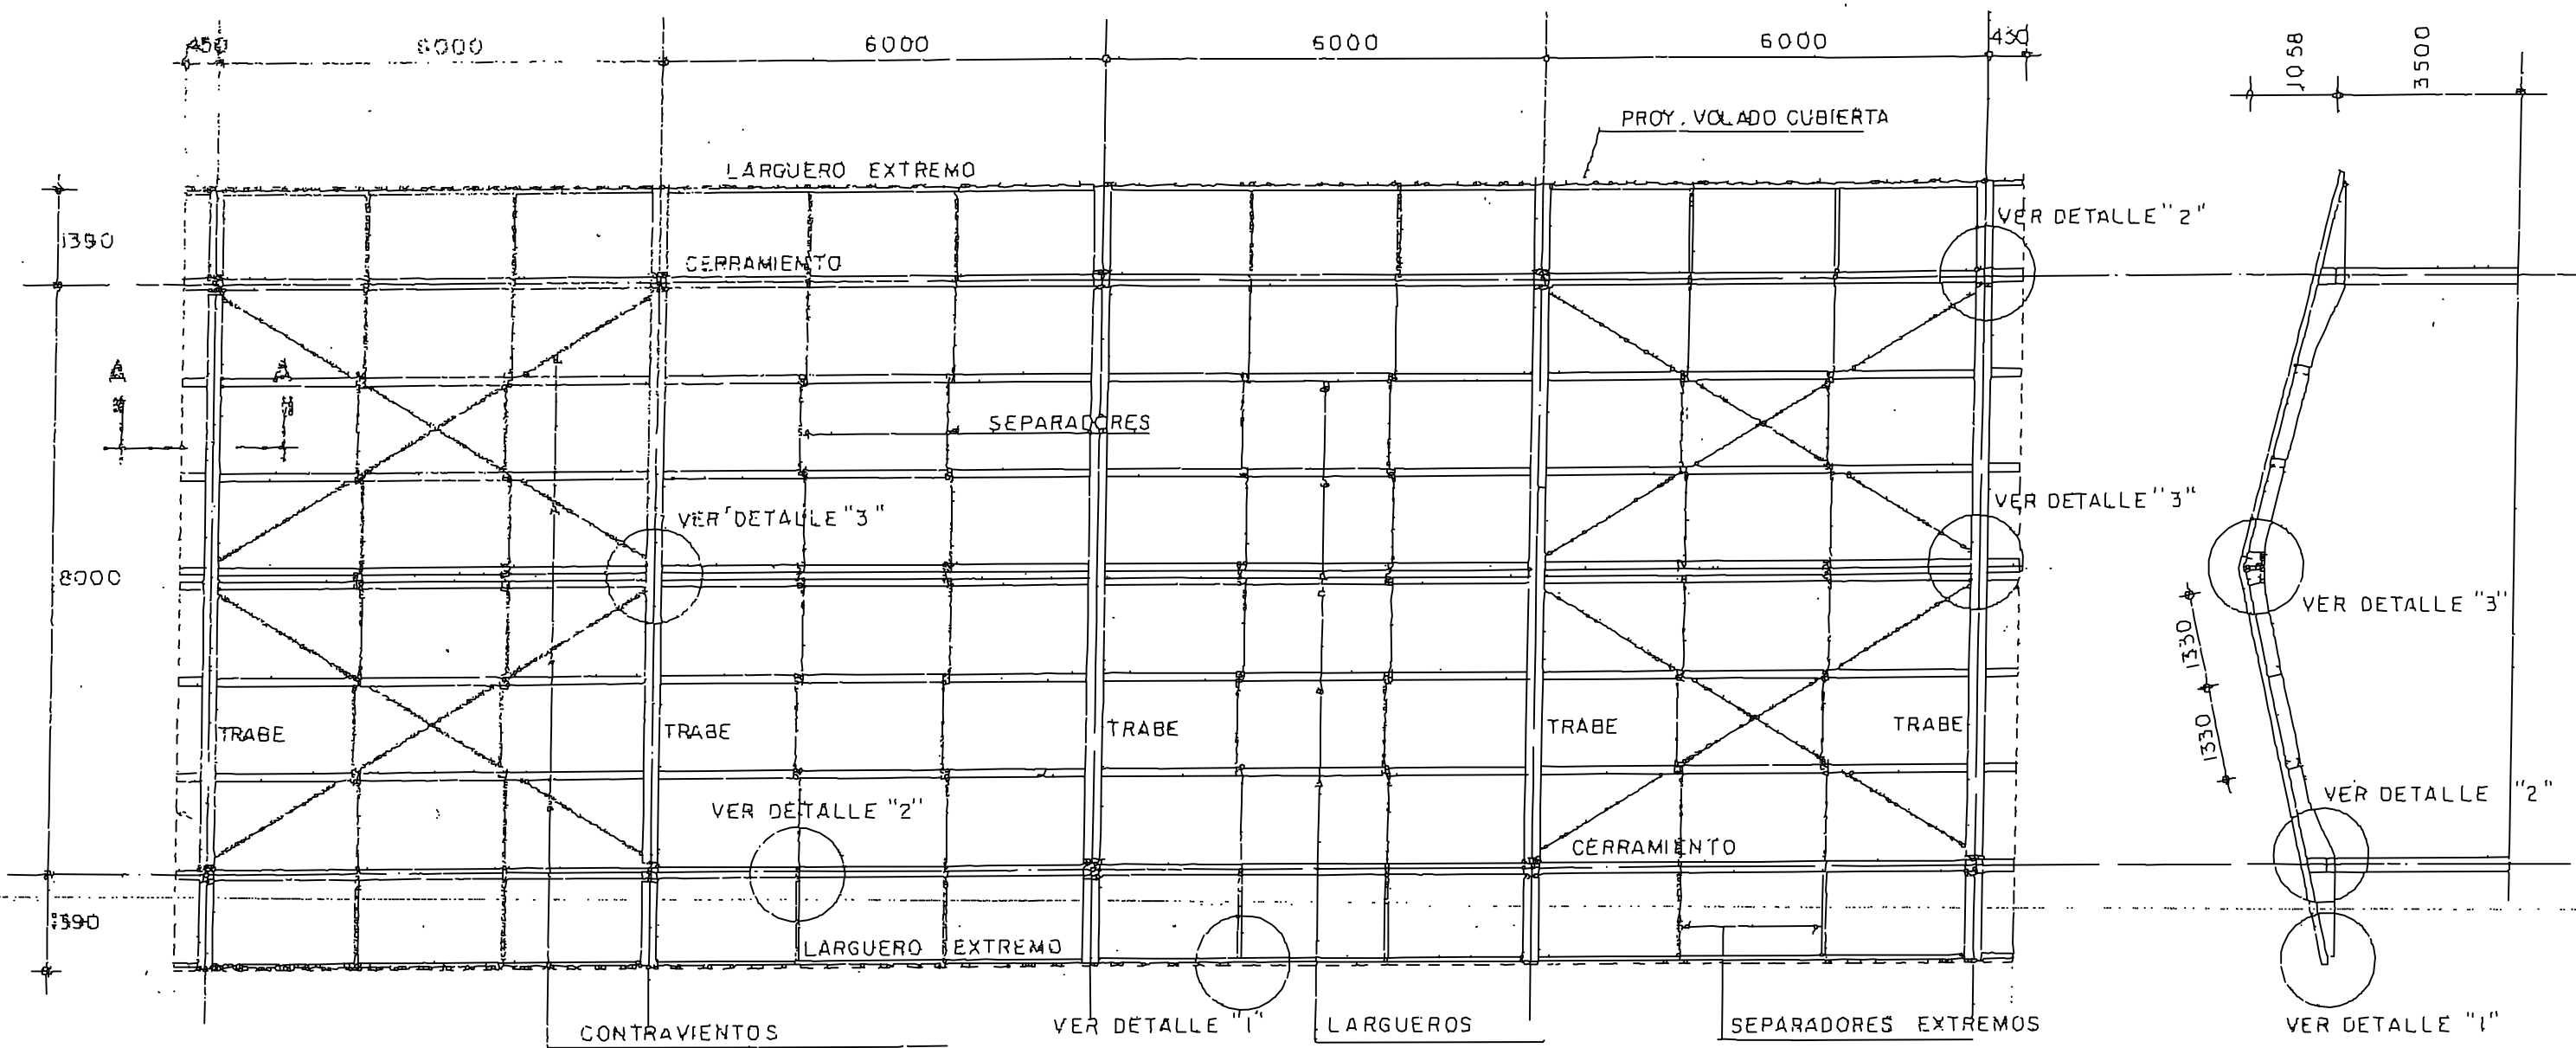 450
6000
6000
6000
6000
450
1058
3500
PROY. VOLADO CUBIERTA
LARGUERO EXTREMO
VER DETALLE "2"
1390
CERRAMIENTO
A
A
SEPARADORES
VER DETALLE "3"
VER DETALLE "3"
8000
VER DETALLE "3"
1330
1330
TRABE
TRABE
TRABE
TRABE
TRABE
VER DETALLE "2"
VER DETALLE "2"
CERRAMIENTO
1390
LARGUERO EXTREMO
CONTRAVIENTOS
VER DETALLE "1"
LARGUEROS
SEPARADORES EXTREMOS
VER DETALLE "1"